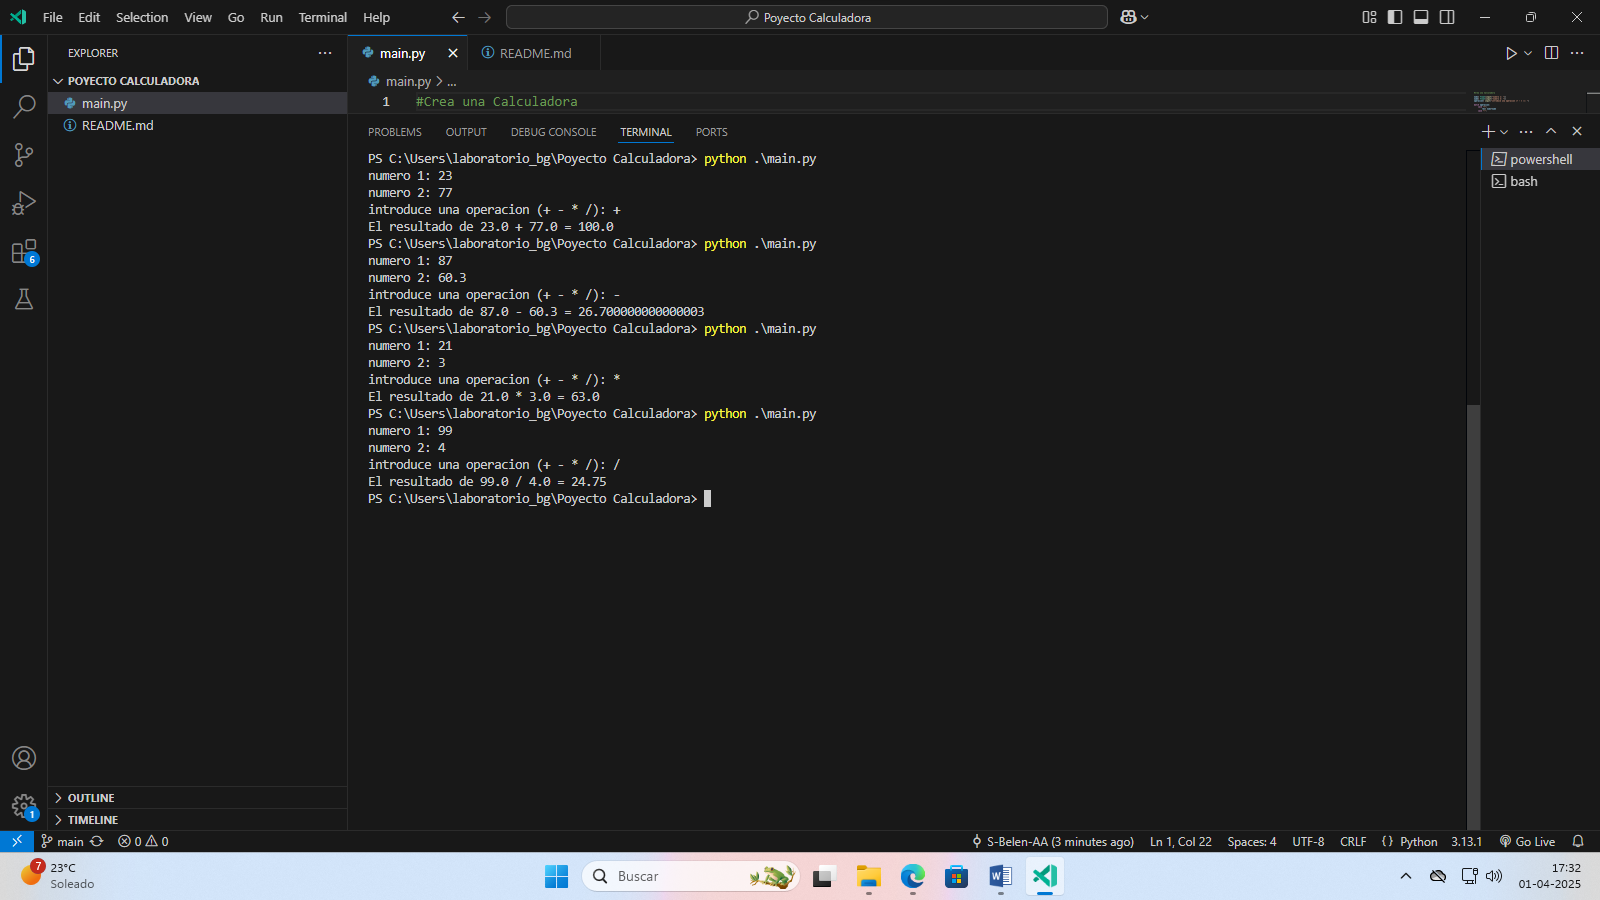 File Edit Selection View Go Run Terminal Help
Poyecto Calculadora
EXPLORER
POYECTO CALCULADORA
main.py
README.md
OUTLINE
TIMELINE
main.py
README.md
main.py > ...
1 #Crea una Calculadora
PROBLEMS OUTPUT DEBUG CONSOLE TERMINAL PORTS
PS C:\Users\laboratorio_bg\Poyecto Calculadora> python .\main.py
numero 1: 23
numero 2: 77
introduce una operacion (+ - * /): +
El resultado de 23.0 + 77.0 = 100.0
PS C:\Users\laboratorio_bg\Poyecto Calculadora> python .\main.py
numero 1: 87
numero 2: 60.3
introduce una operacion (+ - * /): -
El resultado de 87.0 - 60.3 = 26.700000000000003
PS C:\Users\laboratorio_bg\Poyecto Calculadora> python .\main.py
numero 1: 21
numero 2: 3
introduce una operacion (+ - * /): *
El resultado de 21.0 * 3.0 = 63.0
PS C:\Users\laboratorio_bg\Poyecto Calculadora> python .\main.py
numero 1: 99
numero 2: 4
introduce una operacion (+ - * /): /
El resultado de 99.0 / 4.0 = 24.75
PS C:\Users\laboratorio_bg\Poyecto Calculadora>
powershell
bash
6
1
main 0 0
S-Belen-AA (3 minutes ago) Ln 1, Col 22 Spaces: 4 UTF-8 CRLF { } Python 3.13.1 Go Live
7
23°C
Soleado
Buscar
17:32
01-04-2025